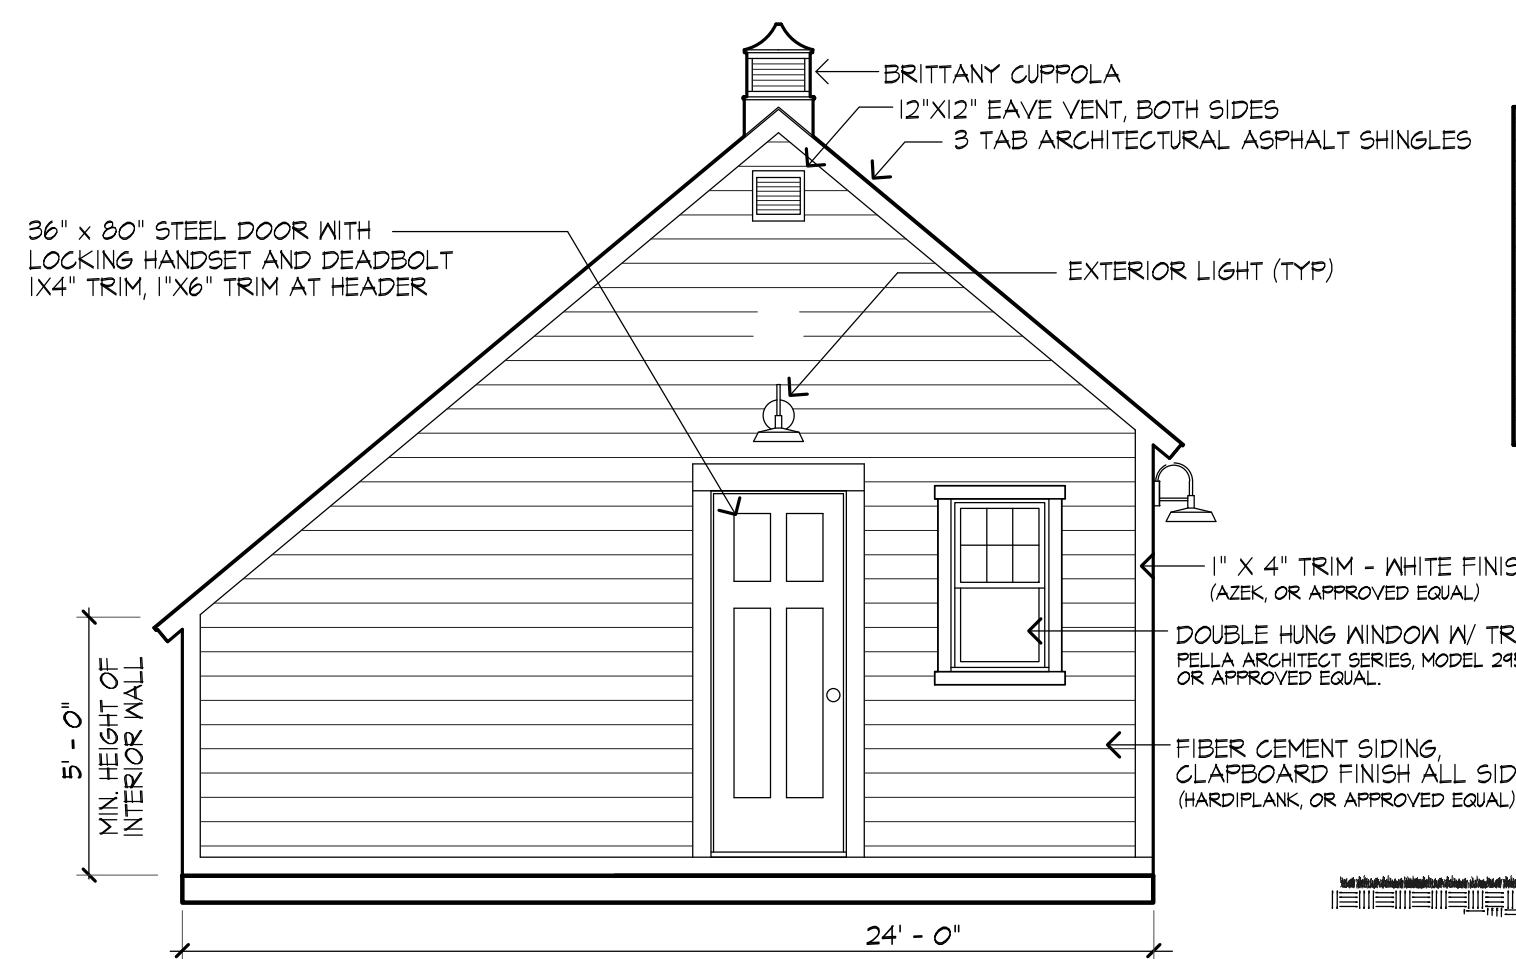 BRITTANY CUPPOLA
12"X12" EAVE VENT, BOTH SIDES
3 TAB ARCHITECTURAL ASPHALT SHINGLES
36" x 80" STEEL DOOR WITH
LOCKING HANDSET AND DEADBOLT
1X4" TRIM, 1"X6" TRIM AT HEADER
EXTERIOR LIGHT (TYP)
1" X 4" TRIM - WHITE FINIS
(AZEK, OR APPROVED EQUAL)
DOUBLE HUNG WINDOW W/ TR
PELLA ARCHITECT SERIES, MODEL 29
OR APPROVED EQUAL.
5' - 0"
MIN. HEIGHT OF
INTERIOR WALL
FIBER CEMENT SIDING,
CLAPBOARD FINISH ALL SID
(HARDIPLANK, OR APPROVED EQUAL)
24' - 0"